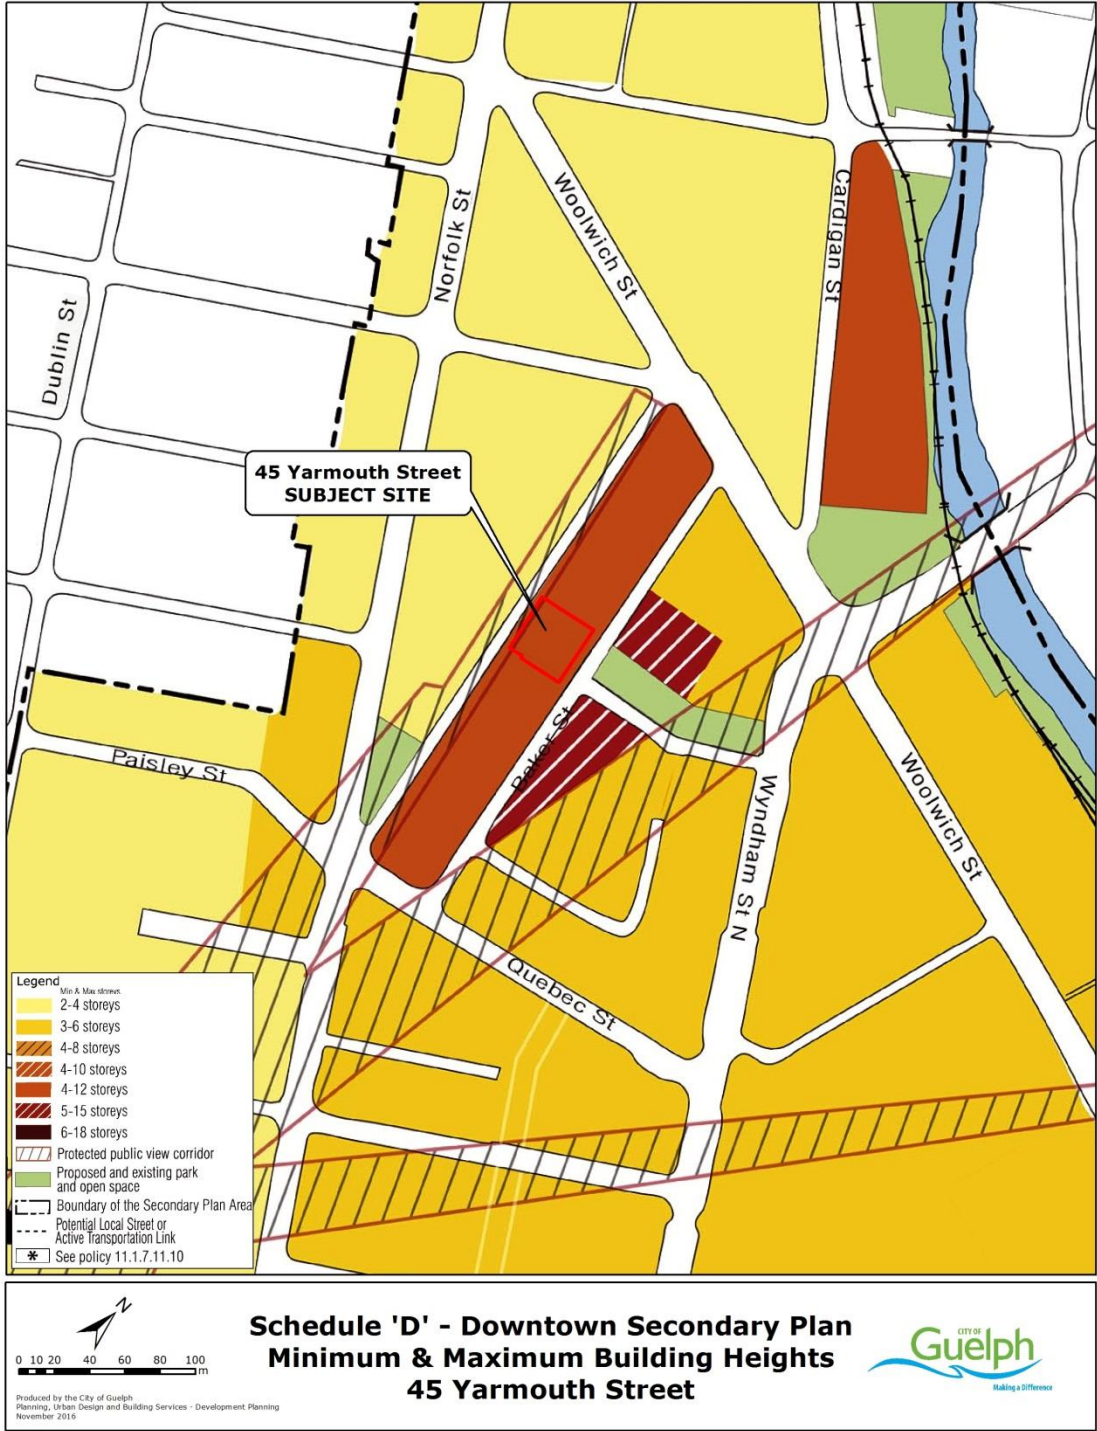 Norfolk St
Woolwich St
Cardigan St
Dublin St
45 Yarmouth Street
SUBJECT SITE
Paisley St
Baker St
Wyndham St N
Woolwich St
Quebec St
Legend
Min & Max storeys
2-4 storeys
3-6 storeys
4-8 storeys
4-10 storeys
4-12 storeys
5-15 storeys
6-18 storeys
Protected public view corridor
Proposed and existing park
and open space
Boundary of the Secondary Plan Area
Potential Local Street or
Active Transportation Link
* See policy 11.1.7.11.10
N
0 10 20 40 60 80 100
m
Produced by the City of Guelph
Planning, Urban Design and Building Services - Development Planning
November 2016
Schedule 'D' - Downtown Secondary Plan
Minimum & Maximum Building Heights
45 Yarmouth Street
CITY OF
Guelph
Making a Difference